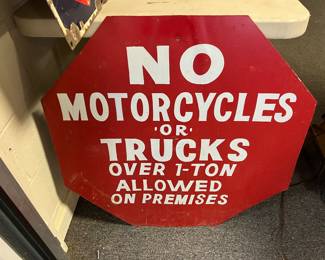 NO
MOTORCYCLES
·OR·
TRUCKS
OVER 1-TON
ALLOWED
ON PREMISES